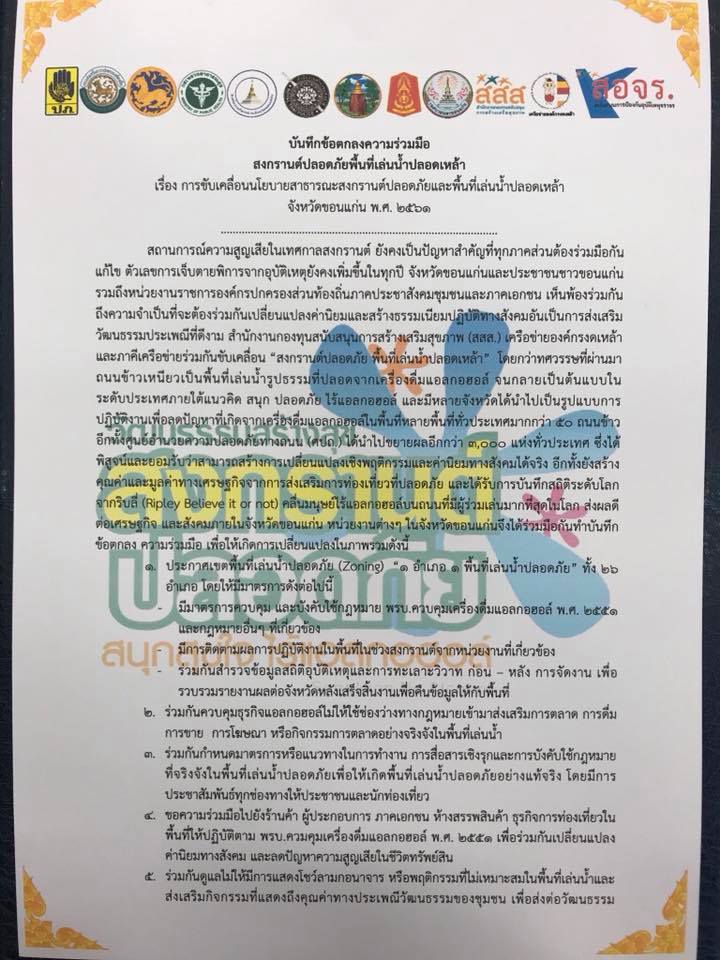 ปภ.
สสส
สำนักงานกองทุนสนับสนุน
การสร้างเสริมสุขภาพ
เครือข่ายองค์กรงดเหล้า
สอจร.
บันทึกข้อตกลงความร่วมมือ
สงกรานต์ปลอดภัยพื้นที่เล่นน้ำปลอดเหล้า
เรื่อง การขับเคลื่อนนโยบายสาธารณะสงกรานต์ปลอดภัยและพื้นที่เล่นน้ำปลอดเหล้า
จังหวัดขอนแก่น พ.ศ. ๒๕๖๑
สถานการณ์ความสูญเสียในเทศกาลสงกรานต์ ยังคงเป็นปัญหาสำคัญที่ทุกภาคส่วนต้องร่วมมือกัน
แก้ไข ตัวเลขการเจ็บตายพิการจากอุบัติเหตุยังคงเพิ่มขึ้นในทุกปี จังหวัดขอนแก่นและประชาชนชาวขอนแก่น
รวมถึงหน่วยงานราชการองค์กรปกครองส่วนท้องถิ่นภาคประชาสังคมชุมชนและภาคเอกชน เห็นพ้องร่วมกัน
ถึงความจำเป็นที่จะต้องร่วมกันเปลี่ยนแปลงค่านิยมและสร้างธรรมเนียมปฏิบัติทางสังคมอันเป็นการส่งเสริม
วัฒนธรรมประเพณีที่ดีงาม สำนักงานกองทุนสนับสนุนการสร้างเสริมสุขภาพ (สสส.) เครือข่ายองค์กรงดเหล้า
และภาคีเครือข่ายร่วมกันขับเคลื่อน “สงกรานต์ปลอดภัย พื้นที่เล่นน้ำปลอดเหล้า” โดยกว่าทศวรรษที่ผ่านมา
ถนนข้าวเหนียวเป็นพื้นที่เล่นน้ำรูปธรรมที่ปลอดจากเครื่องดื่มแอลกอฮอล์ จนกลายเป็นต้นแบบใน
ระดับประเทศภายใต้แนวคิด สนุก ปลอดภัย ไร้แอลกอฮอล์ และมีหลายจังหวัดได้นำไปเป็นรูปแบบการ
ปฏิบัติงานเพื่อลดปัญหาที่เกิดจากเครื่องดื่มแอลกอฮอล์ในพื้นที่หลายพื้นที่ทั่วประเทศมากกว่า ๕๐ ถนนข้าว
อีกทั้งศูนย์อำนวยความปลอดภัยทางถนน (ศปถ.) ได้นำไปขยายผลอีกกว่า ๓,๐๐๐ แห่งทั่วประเทศ ซึ่งได้
พิสูจน์และยอมรับว่าสามารถสร้างการเปลี่ยนแปลงเชิงพฤติกรรมและค่านิยมทางสังคมได้จริง อีกทั้งยังสร้าง
คุณค่าและมูลค่าทางเศรษฐกิจจากการส่งเสริมการท่องเที่ยวที่ปลอดภัย และได้รับการบันทึกสถิติระดับโลก
จากริบลีส์ (Ripley Believe it or not) คลื่นมนุษย์ไร้แอลกอฮอล์บนถนนที่มีผู้ร่วมเล่นมากที่สุดในโลก ส่งผลดี
ต่อเศรษฐกิจ และสังคมภายในจังหวัดขอนแก่น หน่วยงานต่างๆ ในจังหวัดขอนแก่นจึงได้ร่วมมือกันทำบันทึก
ข้อตกลง ความร่วมมือ เพื่อให้เกิดการเปลี่ยนแปลงในภาพรวมดังนี้
๑. ประกาศเขตพื้นที่เล่นน้ำปลอดภัย (Zoning) “๑ อำเภอ ๑ พื้นที่เล่นน้ำปลอดภัย” ทั้ง ๒๖
อำเภอ โดยให้มีมาตรการดังต่อไปนี้
- มีมาตรการควบคุม และบังคับใช้กฎหมาย พรบ.ควบคุมเครื่องดื่มแอลกอฮอล์ พ.ศ. ๒๕๕๑
และกฎหมายอื่นๆ ที่เกี่ยวข้อง
- มีการติดตามผลการปฏิบัติงานในพื้นที่ในช่วงสงกรานต์จากหน่วยงานที่เกี่ยวข้อง
- ร่วมกันสำรวจข้อมูลสถิติอุบัติเหตุและการทะเลาะวิวาท ก่อน – หลัง การจัดงาน เพื่อ
รวบรวมรายงานผลต่อจังหวัดหลังเสร็จสิ้นงานเพื่อคืนข้อมูลให้กับพื้นที่
๒. ร่วมกันควบคุมธุรกิจแอลกอฮอล์ไม่ให้ใช้ช่องว่างทางกฎหมายเข้ามาส่งเสริมการตลาด การดื่ม
การขาย การโฆษณา หรือกิจกรรมการตลาดอย่างจริงจังในพื้นที่เล่นน้ำ
๓. ร่วมกันกำหนดมาตรการหรือแนวทางในการทำงาน การสื่อสารเชิงรุกและการบังคับใช้กฎหมาย
ที่จริงจังในพื้นที่เล่นน้ำปลอดภัยเพื่อให้เกิดพื้นที่เล่นน้ำปลอดภัยอย่างแท้จริง โดยมีการ
ประชาสัมพันธ์ทุกช่องทางให้ประชาชนและนักท่องเที่ยว
๔. ขอความร่วมมือไปยังร้านค้า ผู้ประกอบการ ภาคเอกชน ห้างสรรพสินค้า ธุรกิจการท่องเที่ยวใน
พื้นที่ให้ปฏิบัติตาม พรบ.ควมคุมเครื่องดื่มแอลกอฮอล์ พ.ศ. ๒๕๕๑ เพื่อร่วมกันเปลี่ยนแปลง
ค่านิยมทางสังคม และลดปัญหาความสูญเสียในชีวิตทรัพย์สิน
๕. ร่วมกันดูแลไม่ให้มีการแสดงโชว์ลามกอนาจาร หรือพฤติกรรมที่ไม่เหมาะสมในพื้นที่เล่นน้ำและ
ส่งเสริมกิจกรรมที่แสดงถึงคุณค่าทางประเพณีวัฒนธรรมของชุมชน เพื่อส่งต่อวัฒนธรรม
สงกรานต์
ปลอดภัย
สนุกสนใจ ไร้แอลกอฮอล์